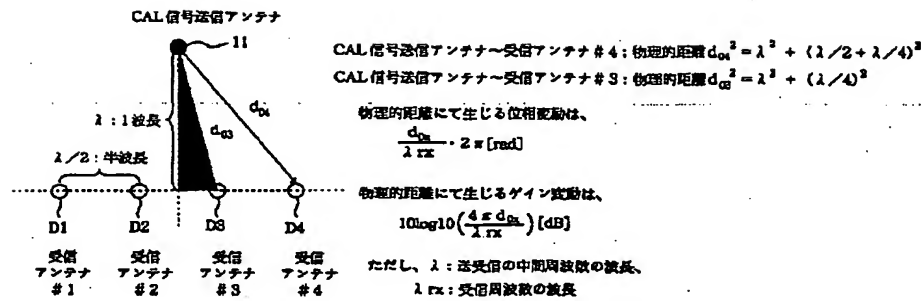 CAL信号送信アンテナ
11
CAL信号送信アンテナ~受信アンテナ#4:物理的距離d₀₄² = λ² + (λ/2+λ/4)²
CAL信号送信アンテナ~受信アンテナ#3:物理的距離d₀₃² = λ² + (λ/4)²
λ:1波長
d₀₃
d₀₄
物理的距離にて生じる位相変動は、
d₀ₓ/λ rx・2π[rad]
λ/2:半波長
物理的距離にて生じるゲイン変動は、
10log10(4πd₀ₓ/λ rx)[dB]
D1 D2 D3 D4
受信アンテナ#1
受信アンテナ#2
受信アンテナ#3
受信アンテナ#4
ただし、λ:送受信の中間周波数の波長、
λ rx:受信周波数の波長